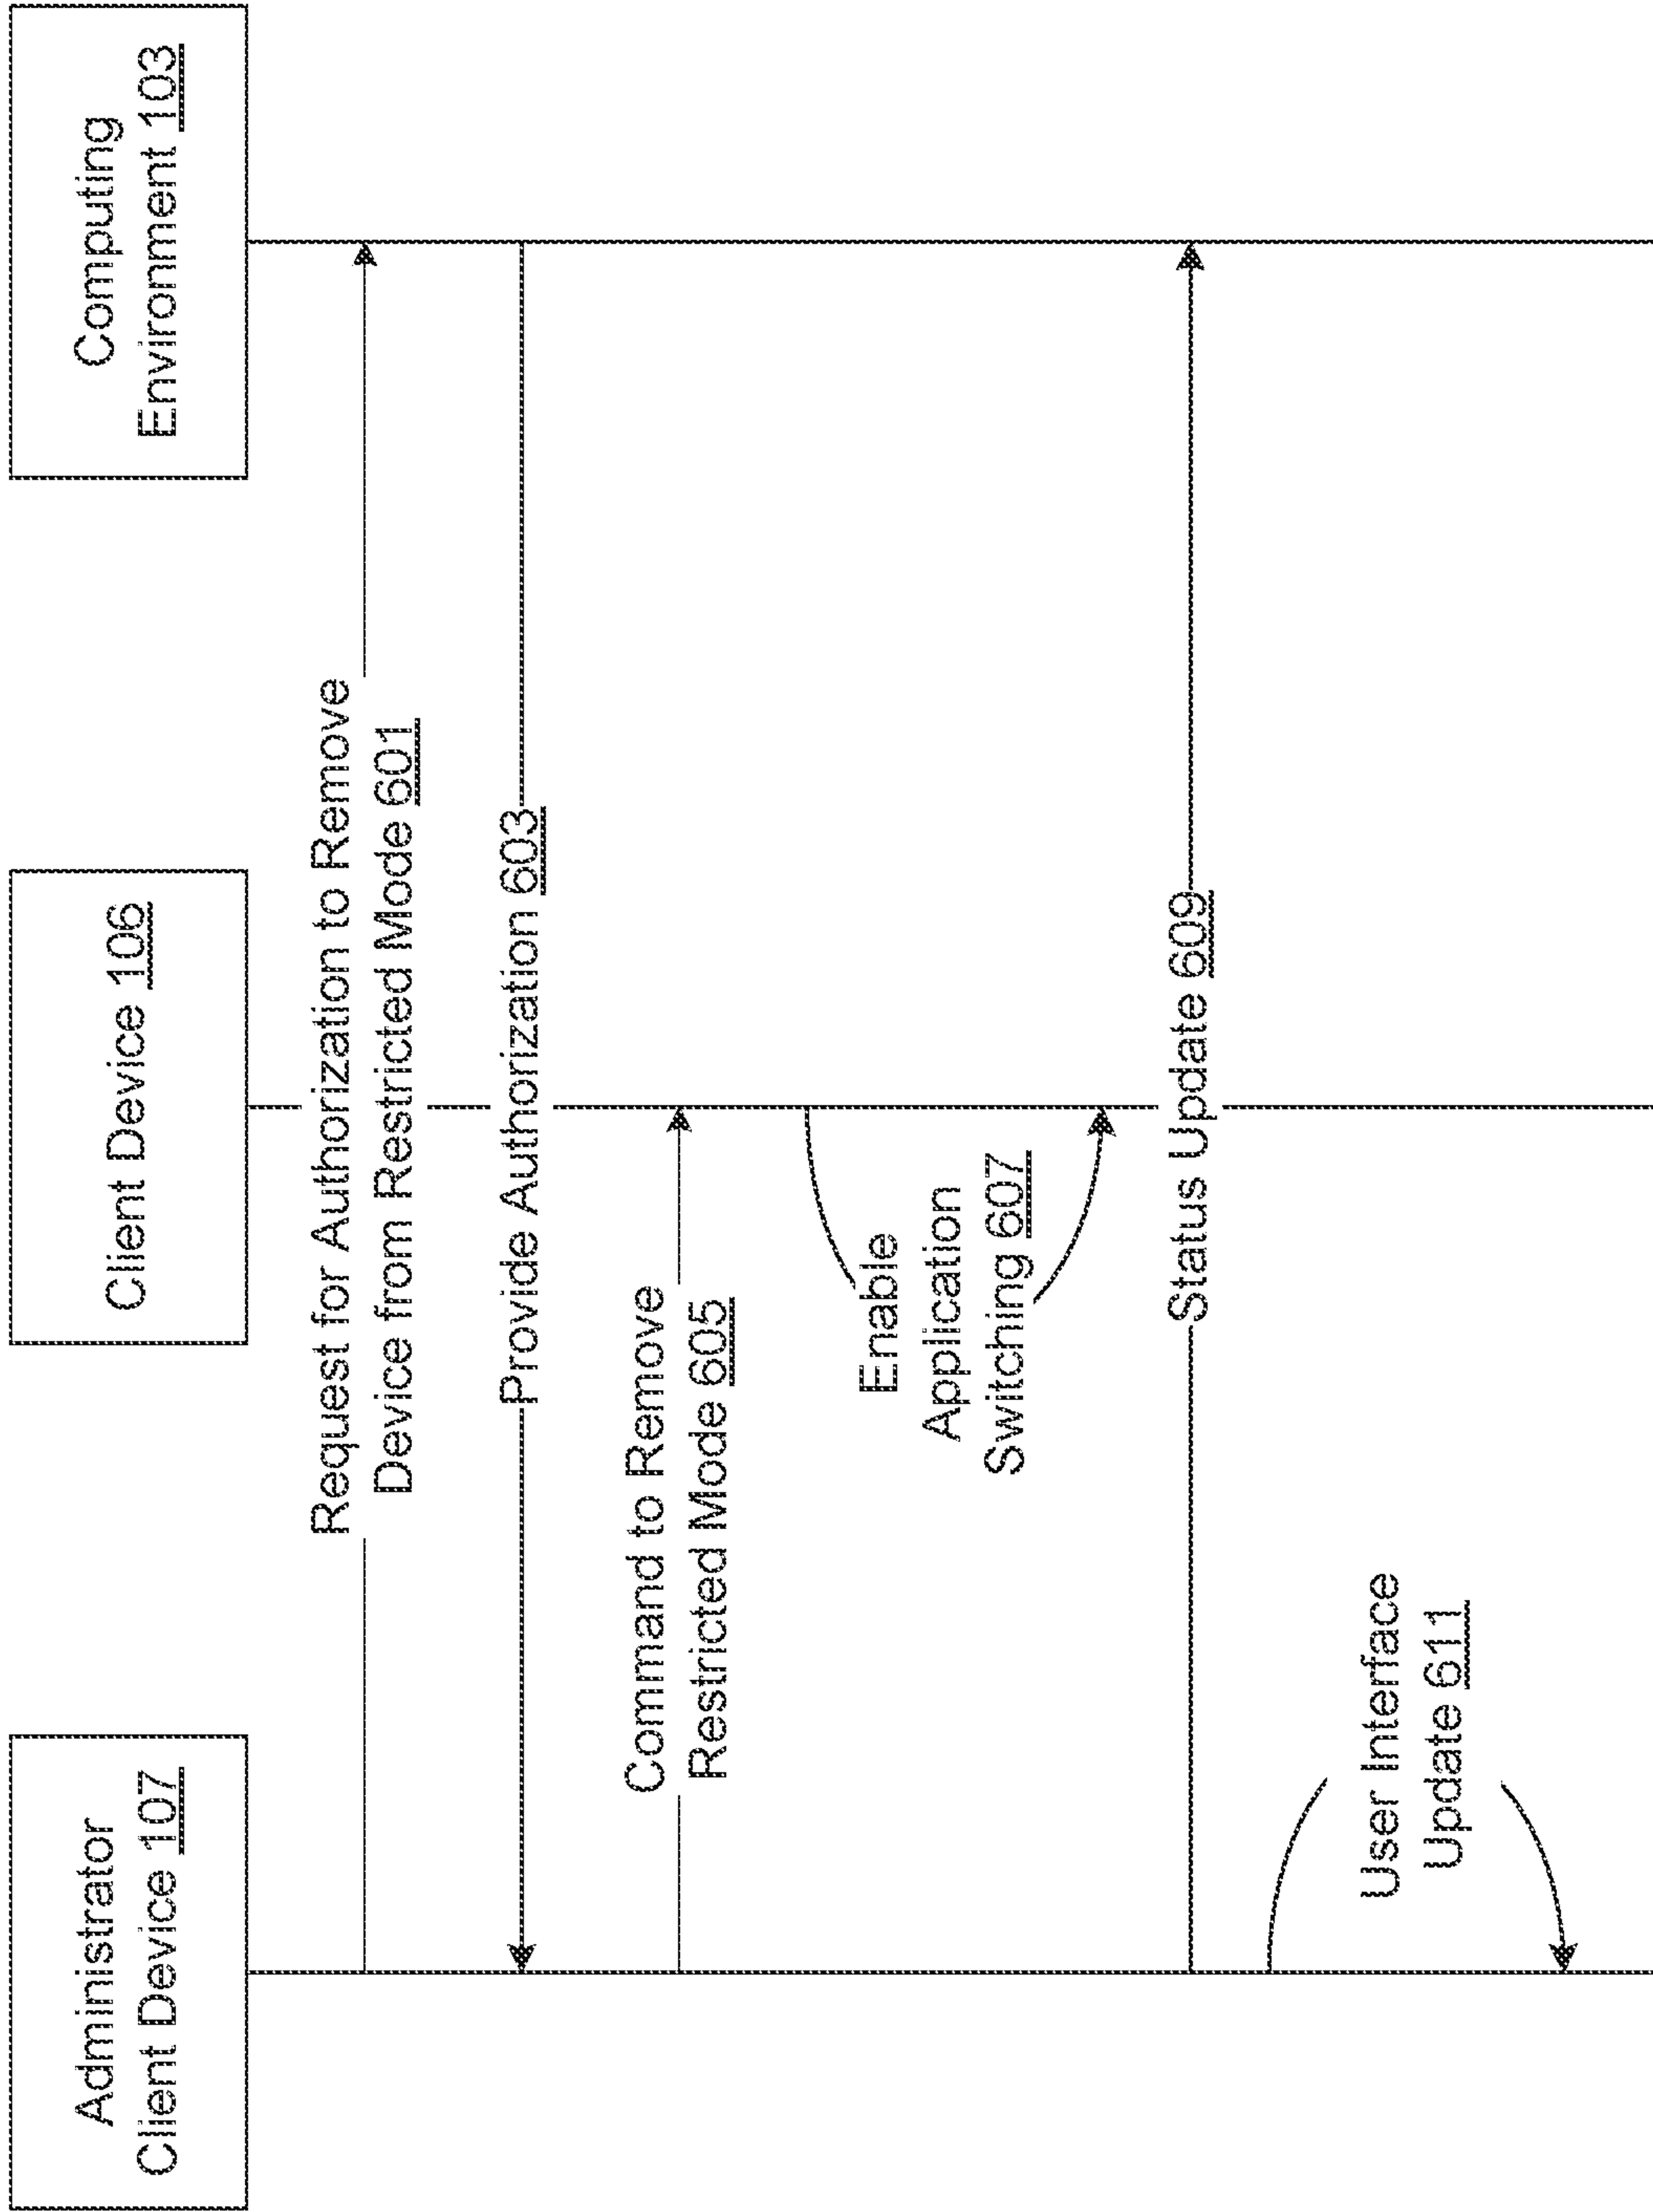 Administrator
Client Device 107
Client Device 106
Computing
Environment 103
Request for Authorization to Remove
Device from Restricted Mode 601
Provide Authorization 603
Command to Remove
Restricted Mode 605
Enable
Application
Switching 607
Status Update 609
User Interface
Update 611